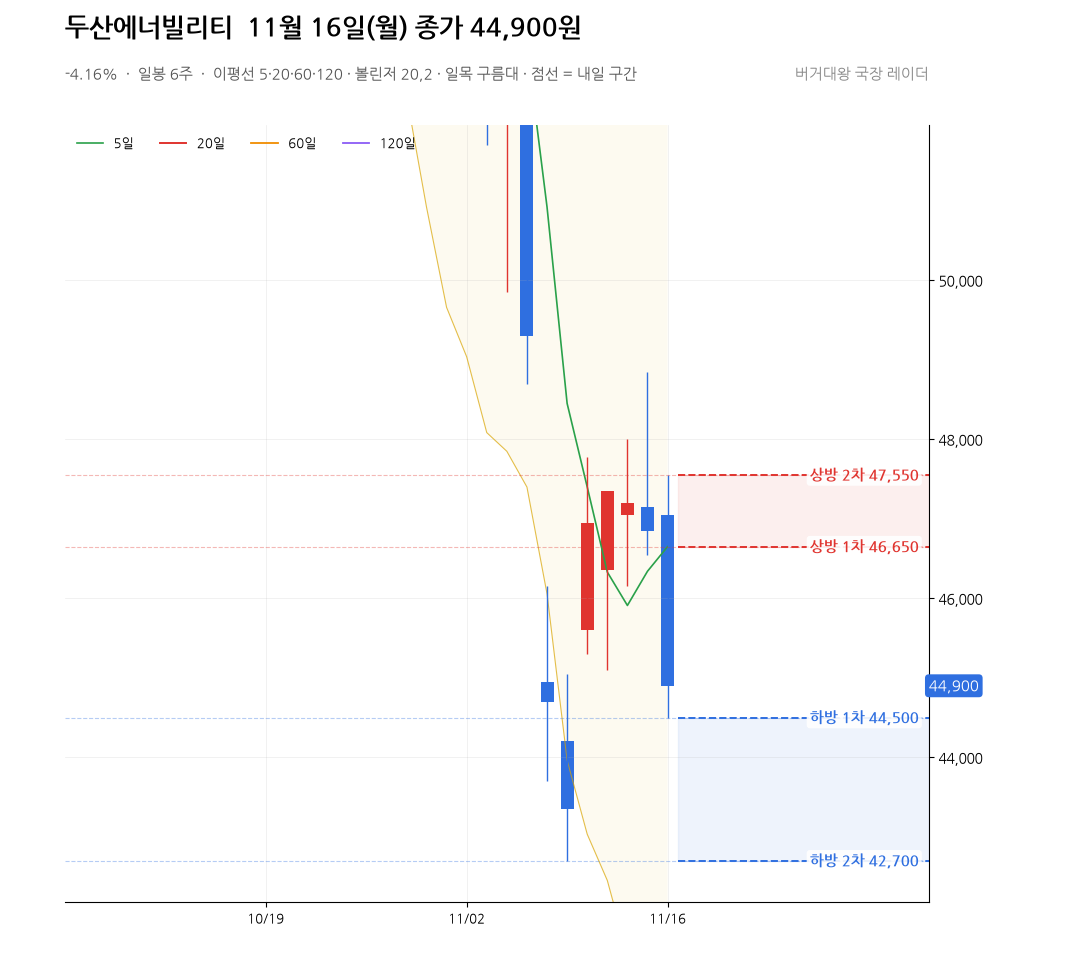 두산에너빌리티 11월 16일(월) 종가 44,900원
-4.16% · 일봉 6주 · 이평선 5·20·60·120 · 볼린저 20,2 · 일목 구름대 · 점선 = 내일 구간
버거대왕 국장 레이더
5일 20일 60일 120일
50,000
48,000
상방 2차 47,550
상방 1차 46,650
46,000
44,900
하방 1차 44,500
44,000
하방 2차 42,700
10/19 11/02 11/16